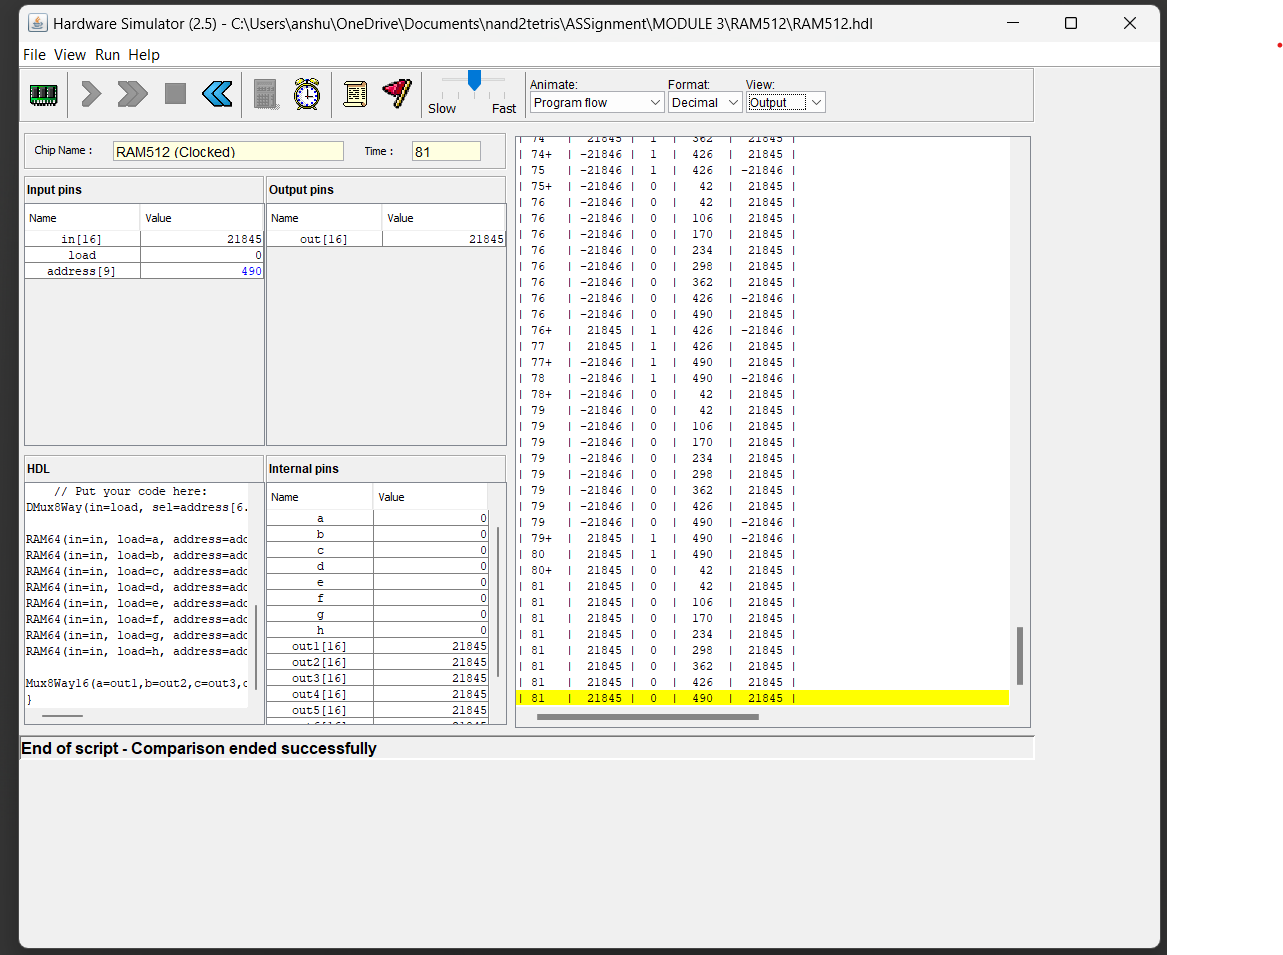 Hardware Simulator (2.5) - C:\Users\anshu\OneDrive\Documents\nand2tetris\ASSignment\MODULE 3\RAM512\RAM512.hdl
File View Run Help
Slow Fast
Animate: Format: View:
Program flow Decimal Output
Chip Name : RAM512 (Clocked) Time : 81
Input pins
Name Value
in[16] 21845
load 0
address[9] 490
Output pins
Name Value
out[16] 21845
HDL
// Put your code here:
DMux8Way(in=load, sel=address[6.
RAM64(in=in, load=a, address=add
RAM64(in=in, load=b, address=add
RAM64(in=in, load=c, address=add
RAM64(in=in, load=d, address=add
RAM64(in=in, load=e, address=add
RAM64(in=in, load=f, address=add
RAM64(in=in, load=g, address=add
RAM64(in=in, load=h, address=add
Mux8Way16(a=out1,b=out2,c=out3,d
}
Internal pins
Name Value
a 0
b 0
c 0
d 0
e 0
f 0
g 0
h 0
out1[16] 21845
out2[16] 21845
out3[16] 21845
out4[16] 21845
out5[16] 21845
| 74 | 21845 | 1 | 362 | 21845 |
| 74+ | -21846 | 1 | 426 | 21845 |
| 75 | -21846 | 1 | 426 | -21846 |
| 75+ | -21846 | 0 | 42 | 21845 |
| 76 | -21846 | 0 | 42 | 21845 |
| 76 | -21846 | 0 | 106 | 21845 |
| 76 | -21846 | 0 | 170 | 21845 |
| 76 | -21846 | 0 | 234 | 21845 |
| 76 | -21846 | 0 | 298 | 21845 |
| 76 | -21846 | 0 | 362 | 21845 |
| 76 | -21846 | 0 | 426 | -21846 |
| 76 | -21846 | 0 | 490 | 21845 |
| 76+ | 21845 | 1 | 426 | -21846 |
| 77 | 21845 | 1 | 426 | 21845 |
| 77+ | -21846 | 1 | 490 | 21845 |
| 78 | -21846 | 1 | 490 | -21846 |
| 78+ | -21846 | 0 | 42 | 21845 |
| 79 | -21846 | 0 | 42 | 21845 |
| 79 | -21846 | 0 | 106 | 21845 |
| 79 | -21846 | 0 | 170 | 21845 |
| 79 | -21846 | 0 | 234 | 21845 |
| 79 | -21846 | 0 | 298 | 21845 |
| 79 | -21846 | 0 | 362 | 21845 |
| 79 | -21846 | 0 | 426 | 21845 |
| 79 | -21846 | 0 | 490 | -21846 |
| 79+ | 21845 | 1 | 490 | -21846 |
| 80 | 21845 | 1 | 490 | 21845 |
| 80+ | 21845 | 0 | 42 | 21845 |
| 81 | 21845 | 0 | 42 | 21845 |
| 81 | 21845 | 0 | 106 | 21845 |
| 81 | 21845 | 0 | 170 | 21845 |
| 81 | 21845 | 0 | 234 | 21845 |
| 81 | 21845 | 0 | 298 | 21845 |
| 81 | 21845 | 0 | 362 | 21845 |
| 81 | 21845 | 0 | 426 | 21845 |
| 81 | 21845 | 0 | 490 | 21845 |
End of script - Comparison ended successfully